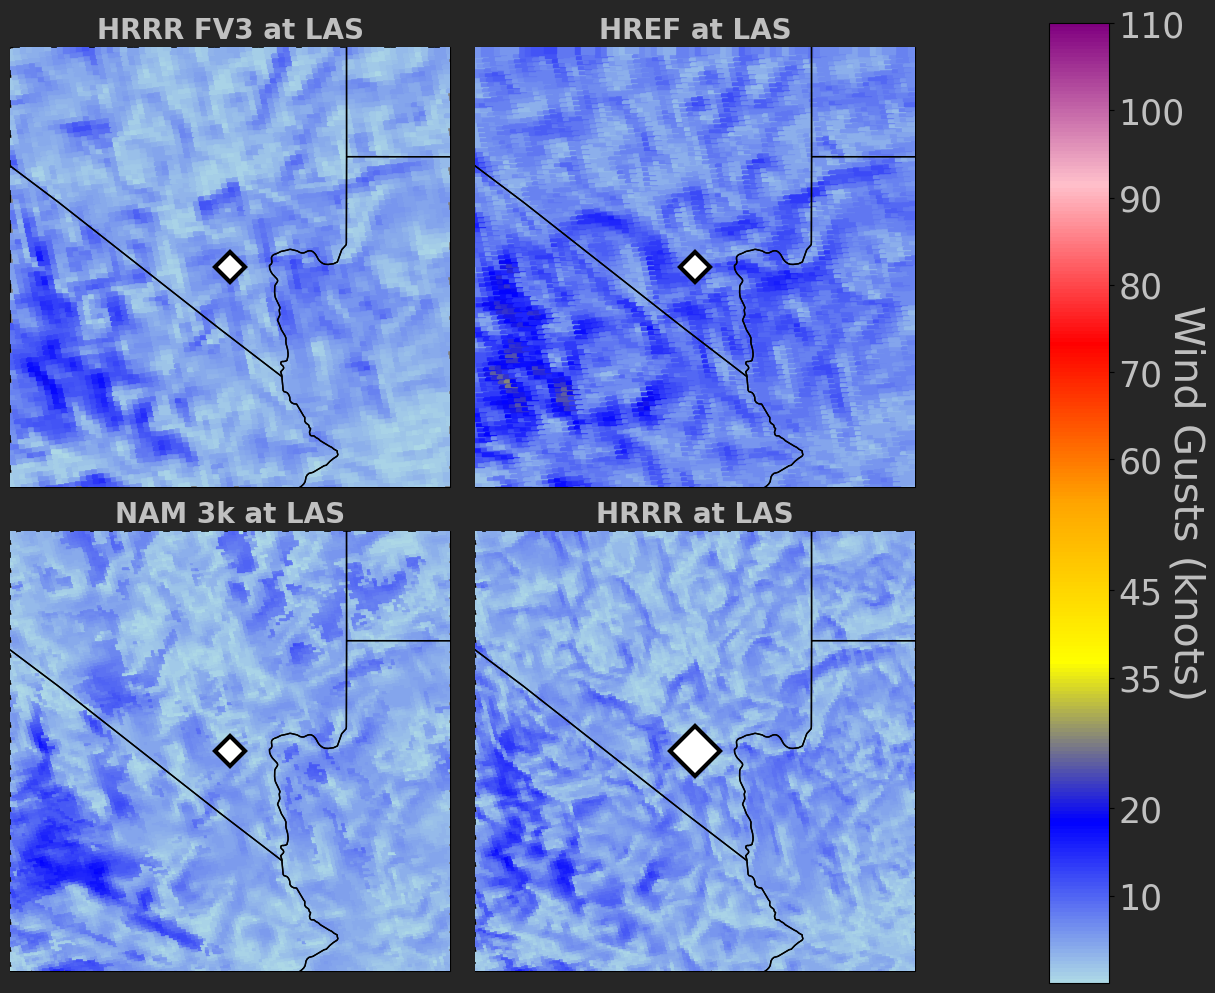 HRRR FV3 at LAS
HREF at LAS
NAM 3k at LAS
HRRR at LAS
110
100
90
80
70
60
45
35
20
10
Wind Gusts (knots)